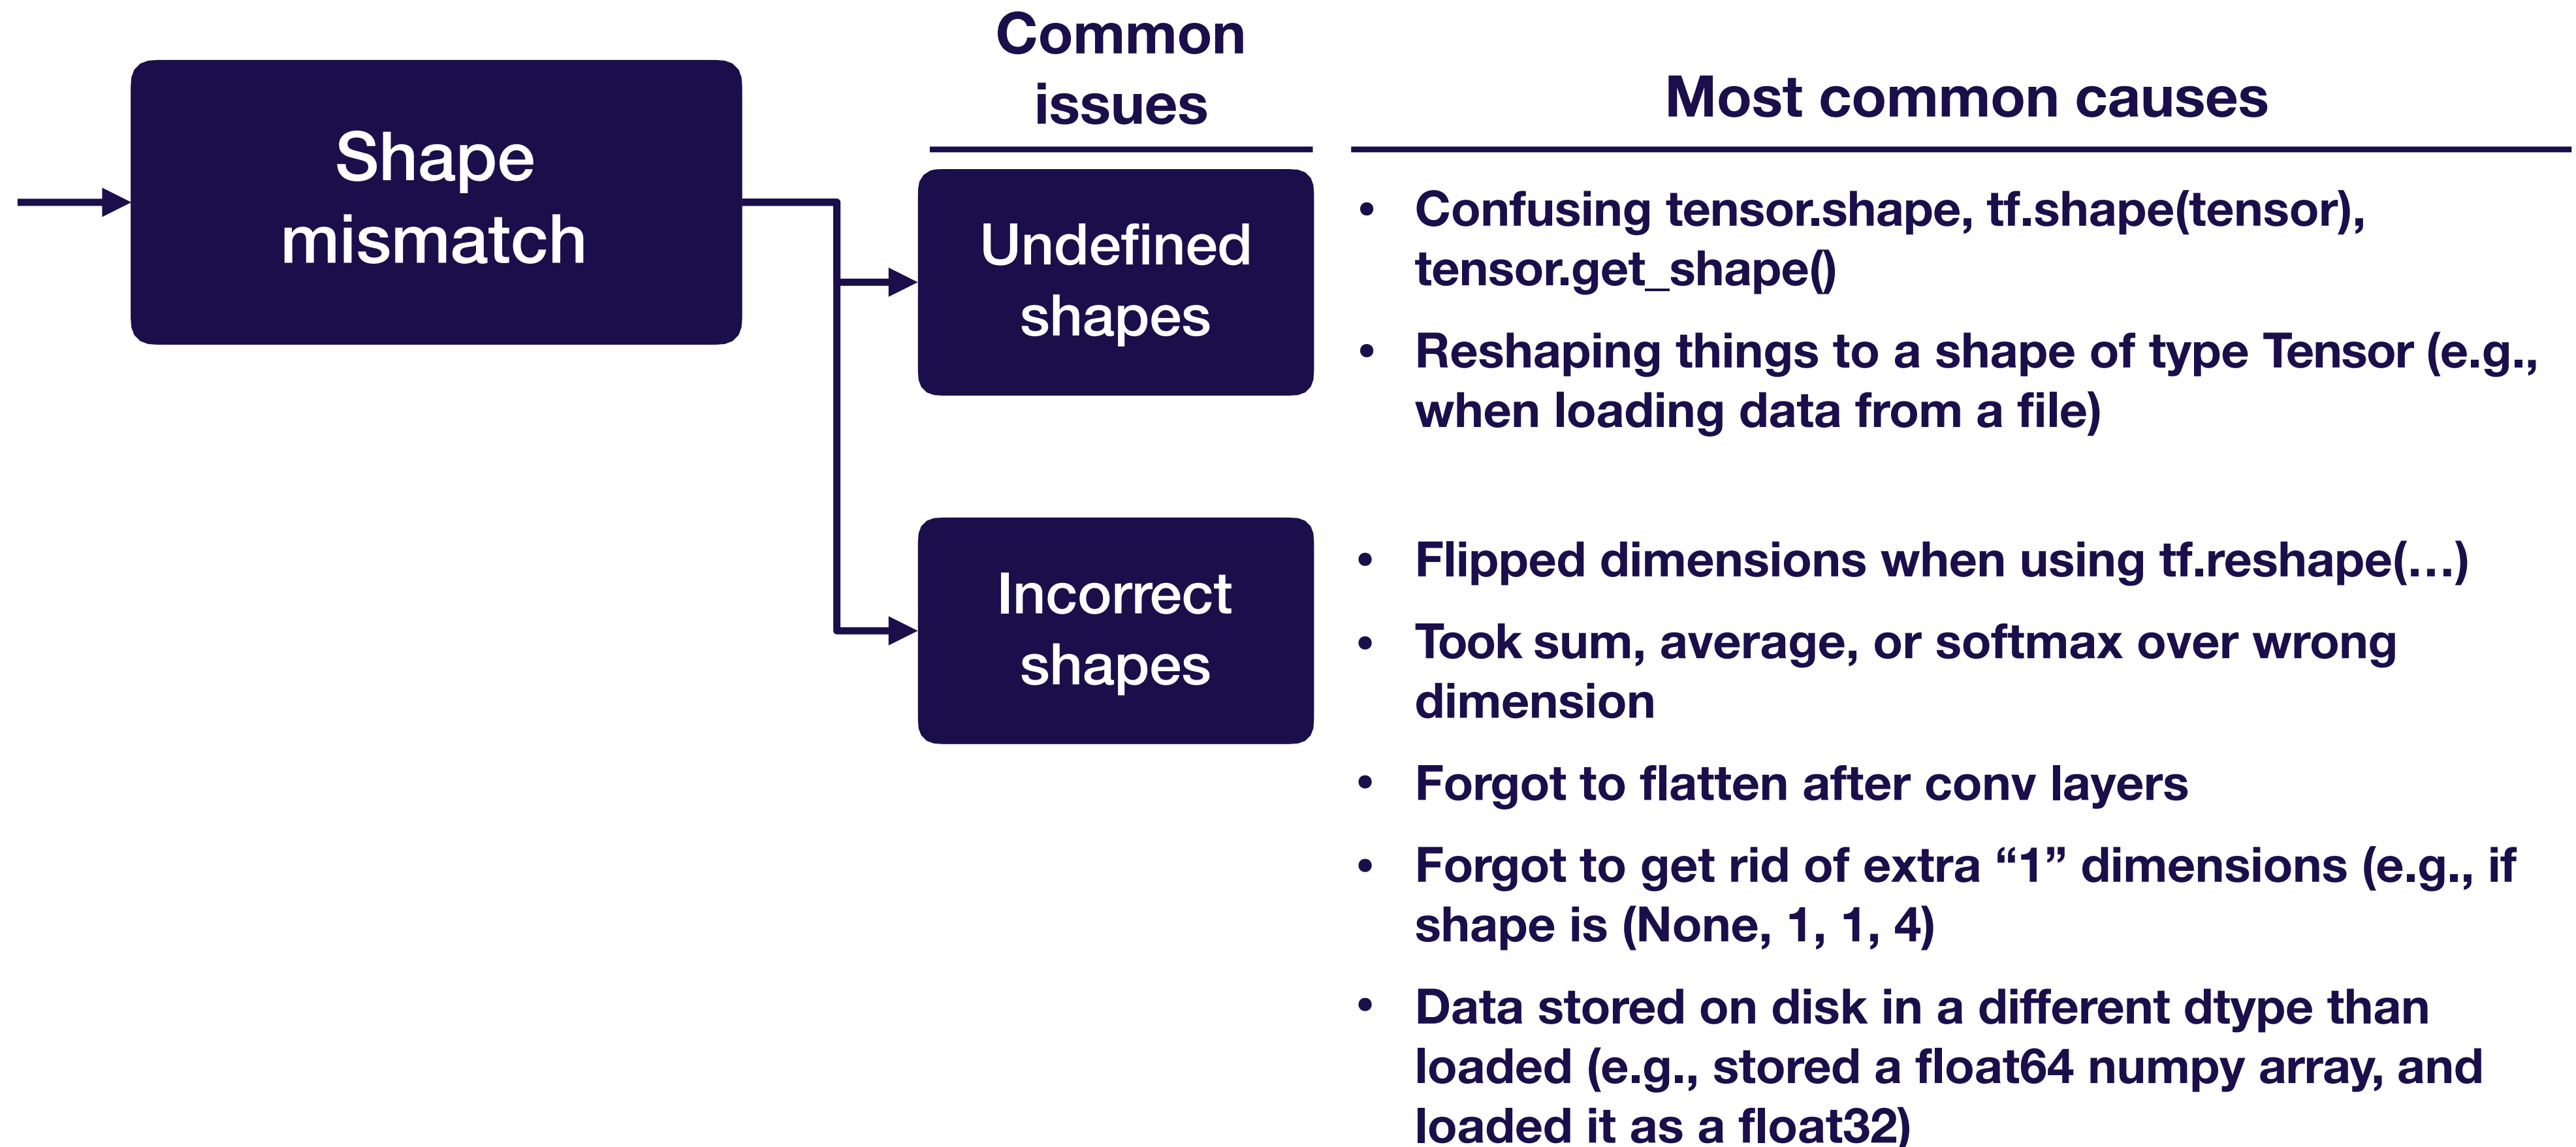 Common
issues
Most common causes
Shape
mismatch
Undefined
shapes
• Confusing tensor.shape, tf.shape(tensor),
tensor.get_shape()
• Reshaping things to a shape of type Tensor (e.g.,
when loading data from a file)
Incorrect
shapes
• Flipped dimensions when using tf.reshape(…)
• Took sum, average, or softmax over wrong
dimension
• Forgot to flatten after conv layers
• Forgot to get rid of extra “1” dimensions (e.g., if
shape is (None, 1, 1, 4)
• Data stored on disk in a different dtype than
loaded (e.g., stored a float64 numpy array, and
loaded it as a float32)